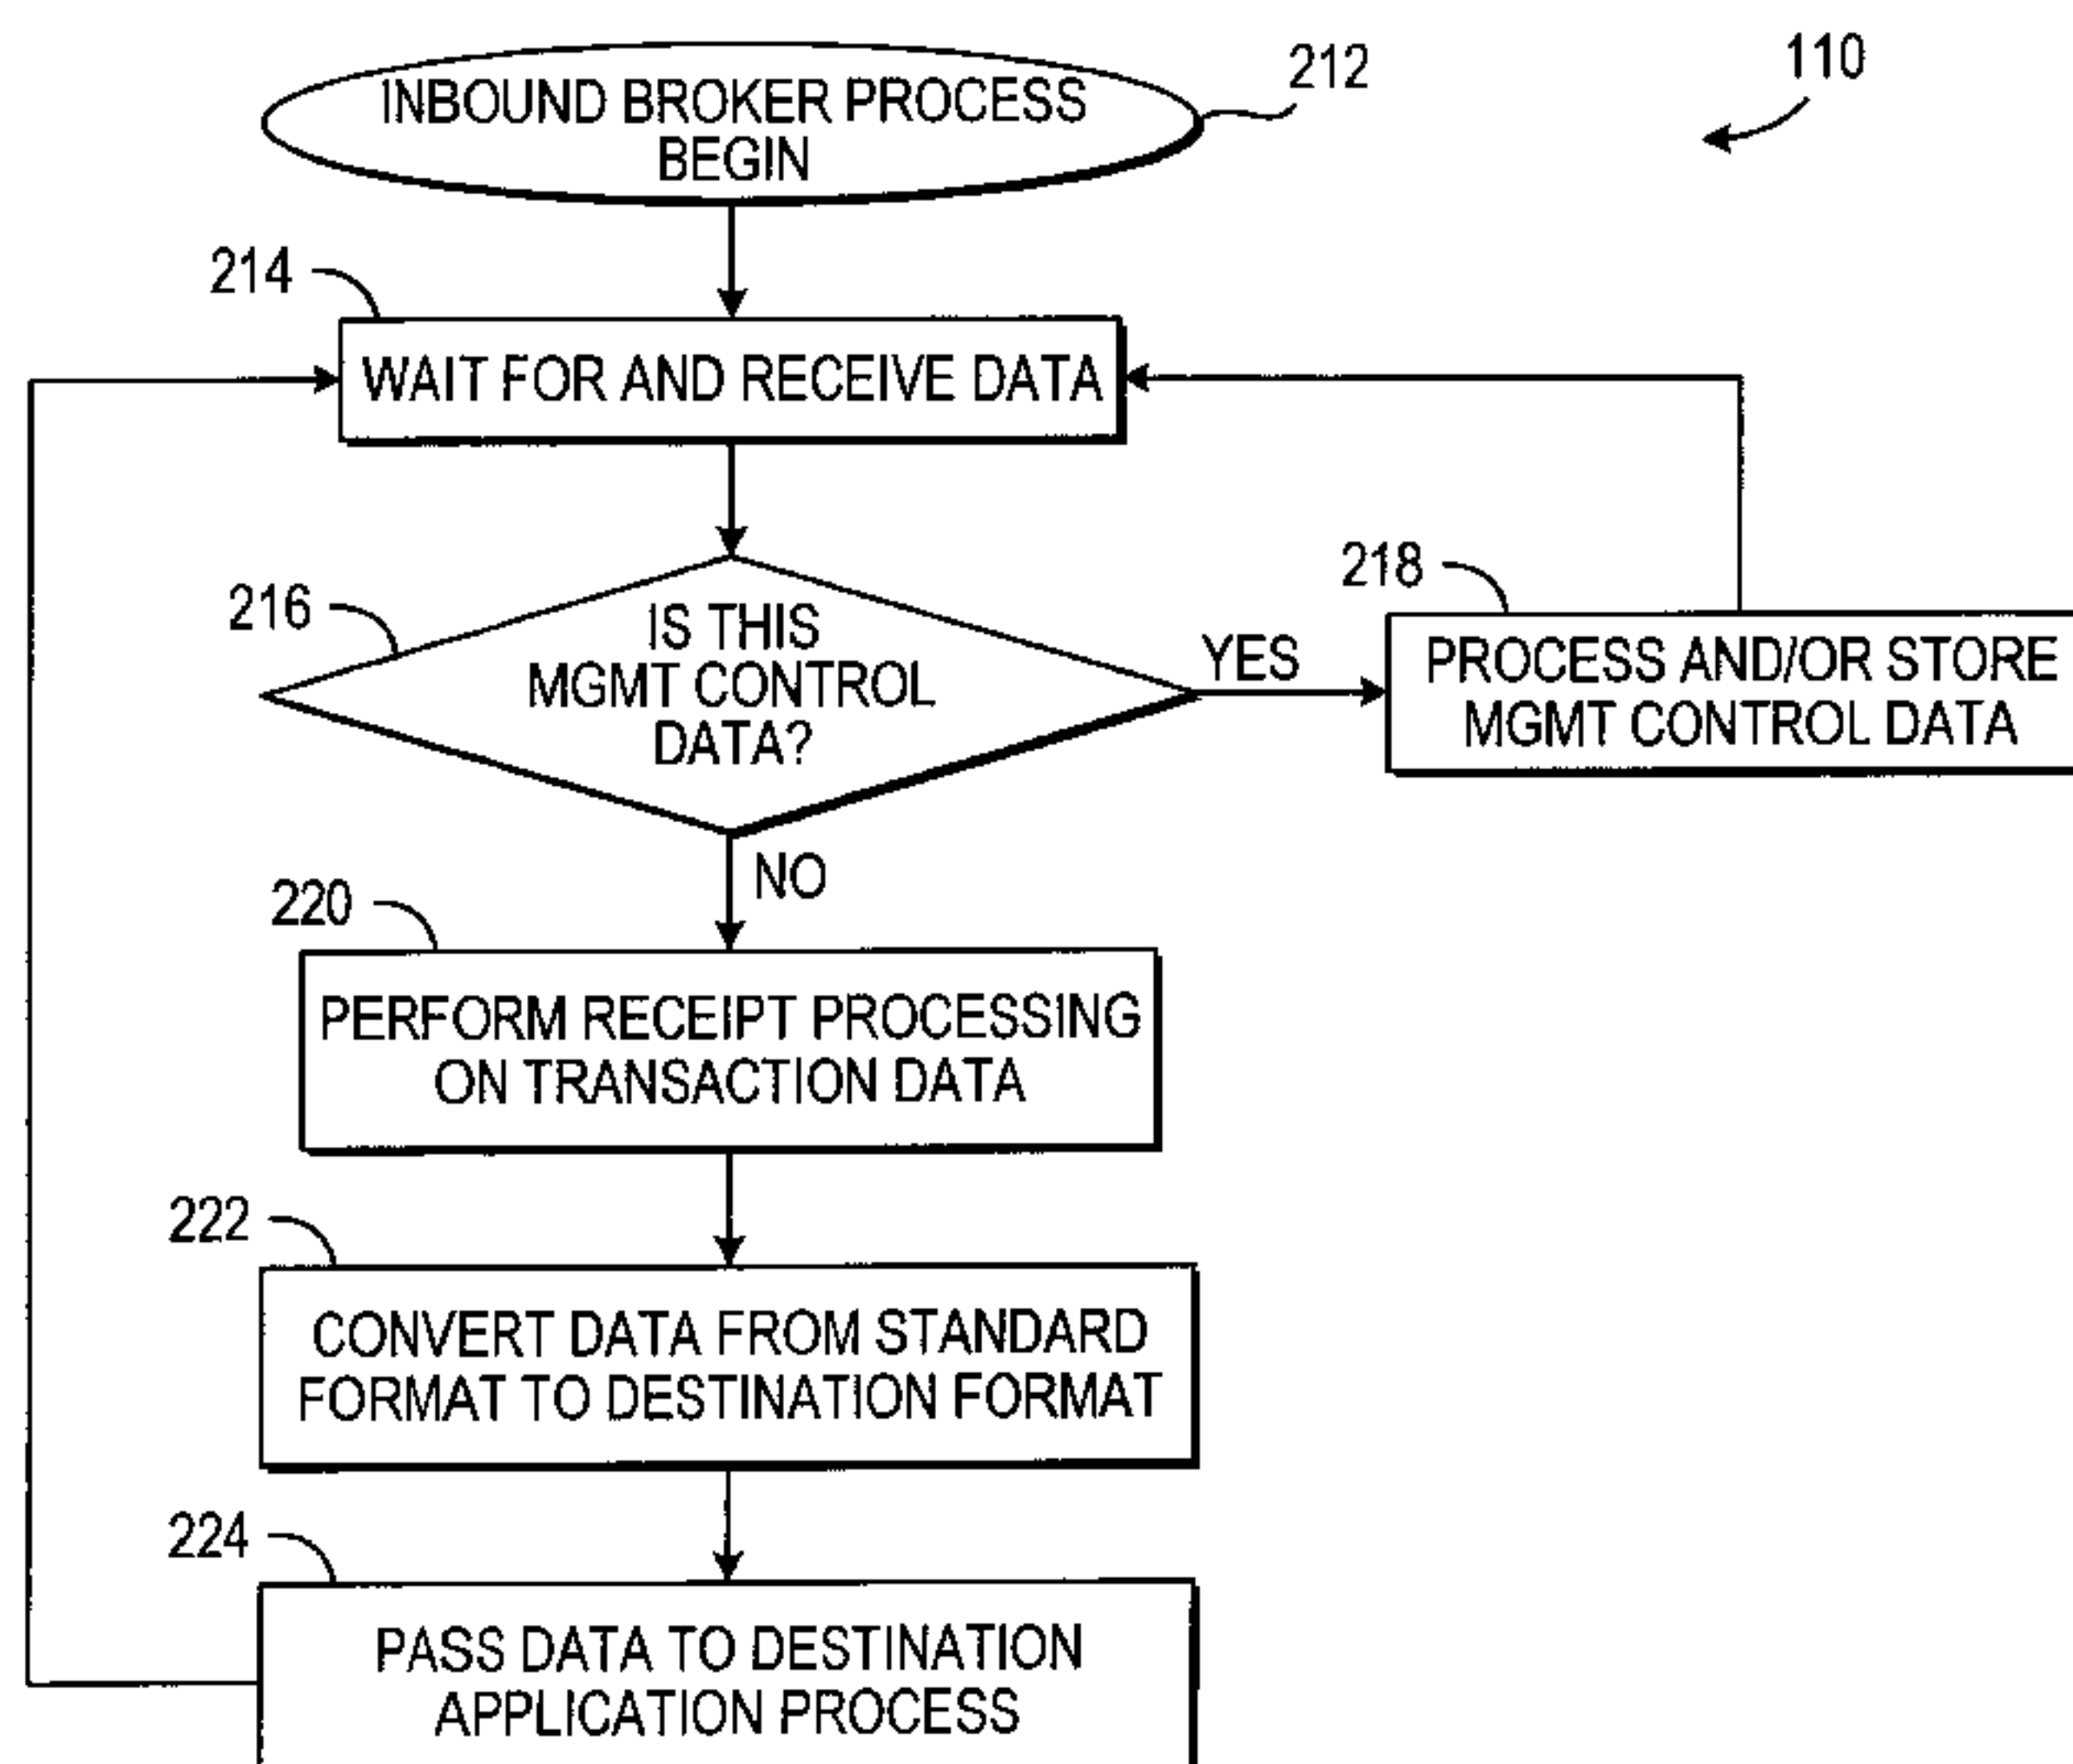 INBOUND BROKER PROCESS
BEGIN
212
110
214
WAIT FOR AND RECEIVE DATA
216
IS THIS
MGMT CONTROL
DATA?
YES
218
PROCESS AND/OR STORE
MGMT CONTROL DATA
NO
220
PERFORM RECEIPT PROCESSING
ON TRANSACTION DATA
222
CONVERT DATA FROM STANDARD
FORMAT TO DESTINATION FORMAT
224
PASS DATA TO DESTINATION
APPLICATION PROCESS